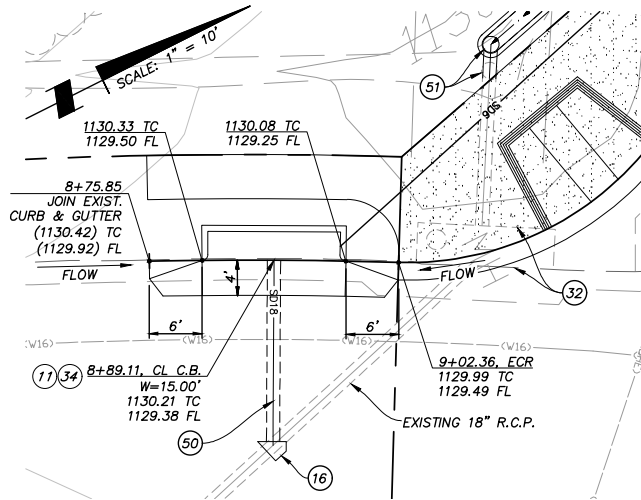 SCALE: 1" = 10'
1130
51
SD6
1130.33 TC
1129.50 FL
1130.08 TC
1129.25 FL
8+75.85
JOIN EXIST.
CURB & GUTTER
(1130.42) TC
(1129.92) FL
FLOW
4'
SD18
FLOW
32
6'
6'
(W16)
(W16)
(W16)
(W16)
11
34
8+89.11, CL C.B.
W=15.00'
1130.21 TC
1129.38 FL
9+02.36, ECR
1129.99 TC
1129.49 FL
50
EXISTING 18" R.C.P.
16